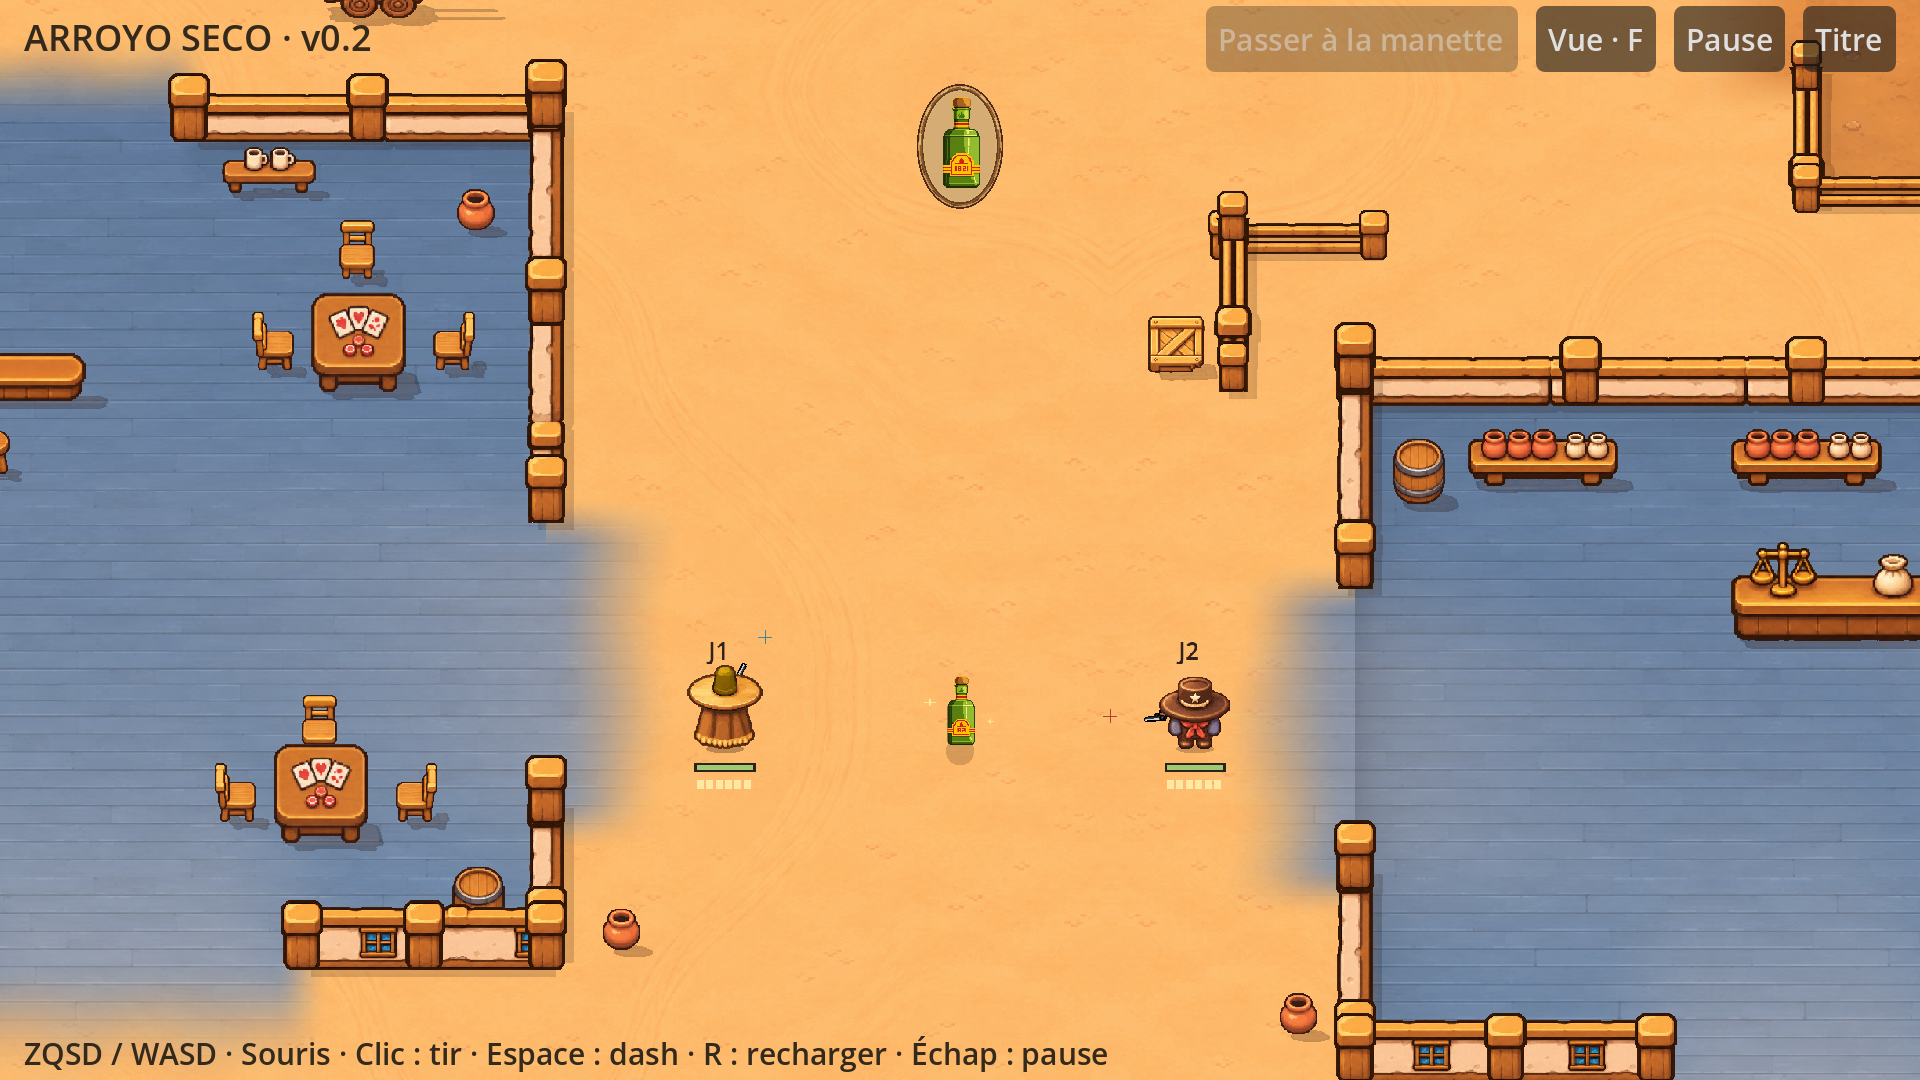 ARROYO SECO · v0.2
Passer à la manette
Vue · F
Pause
Titre
J1
J2
ZQSD / WASD · Souris · Clic : tir · Espace : dash · R : recharger · Échap : pause